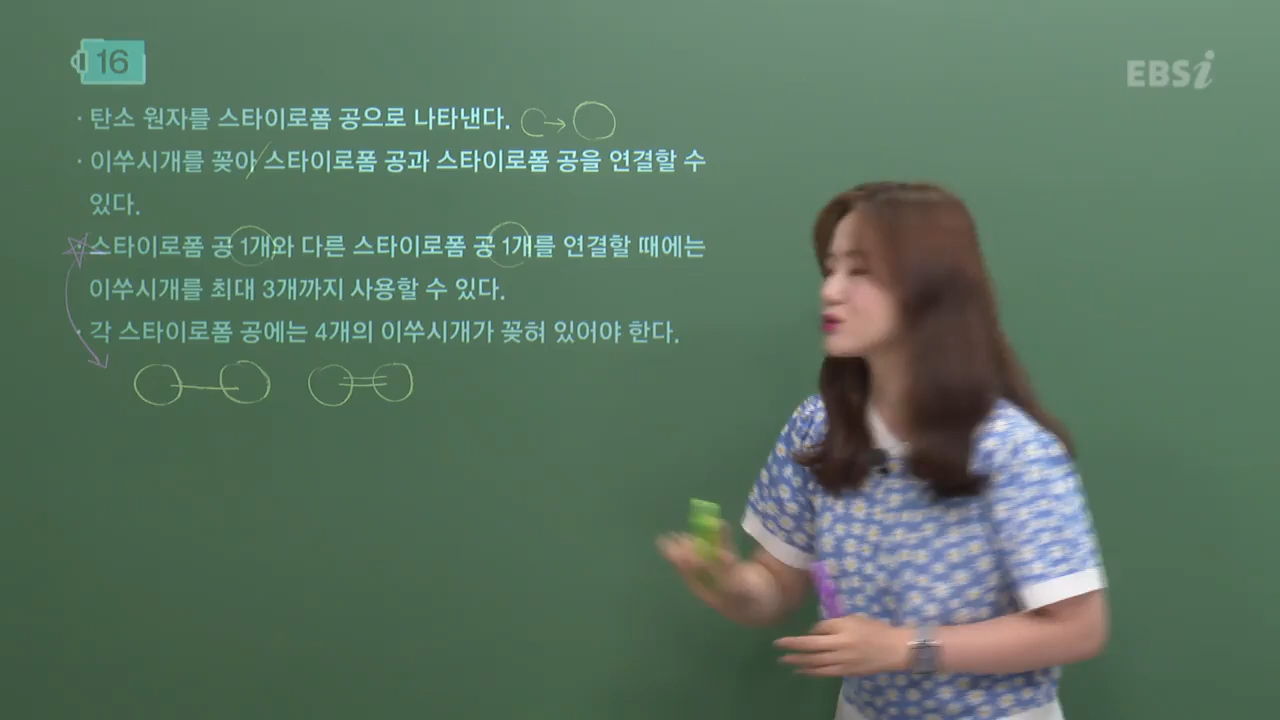 16
EBSi
· 탄소 원자를 스타이로폼 공으로 나타낸다.
· 이쑤시개를 꽂아 스타이로폼 공과 스타이로폼 공을 연결할 수
있다.
· 스타이로폼 공 1개와 다른 스타이로폼 공 1개를 연결할 때에는
이쑤시개를 최대 3개까지 사용할 수 있다.
· 각 스타이로폼 공에는 4개의 이쑤시개가 꽂혀 있어야 한다.